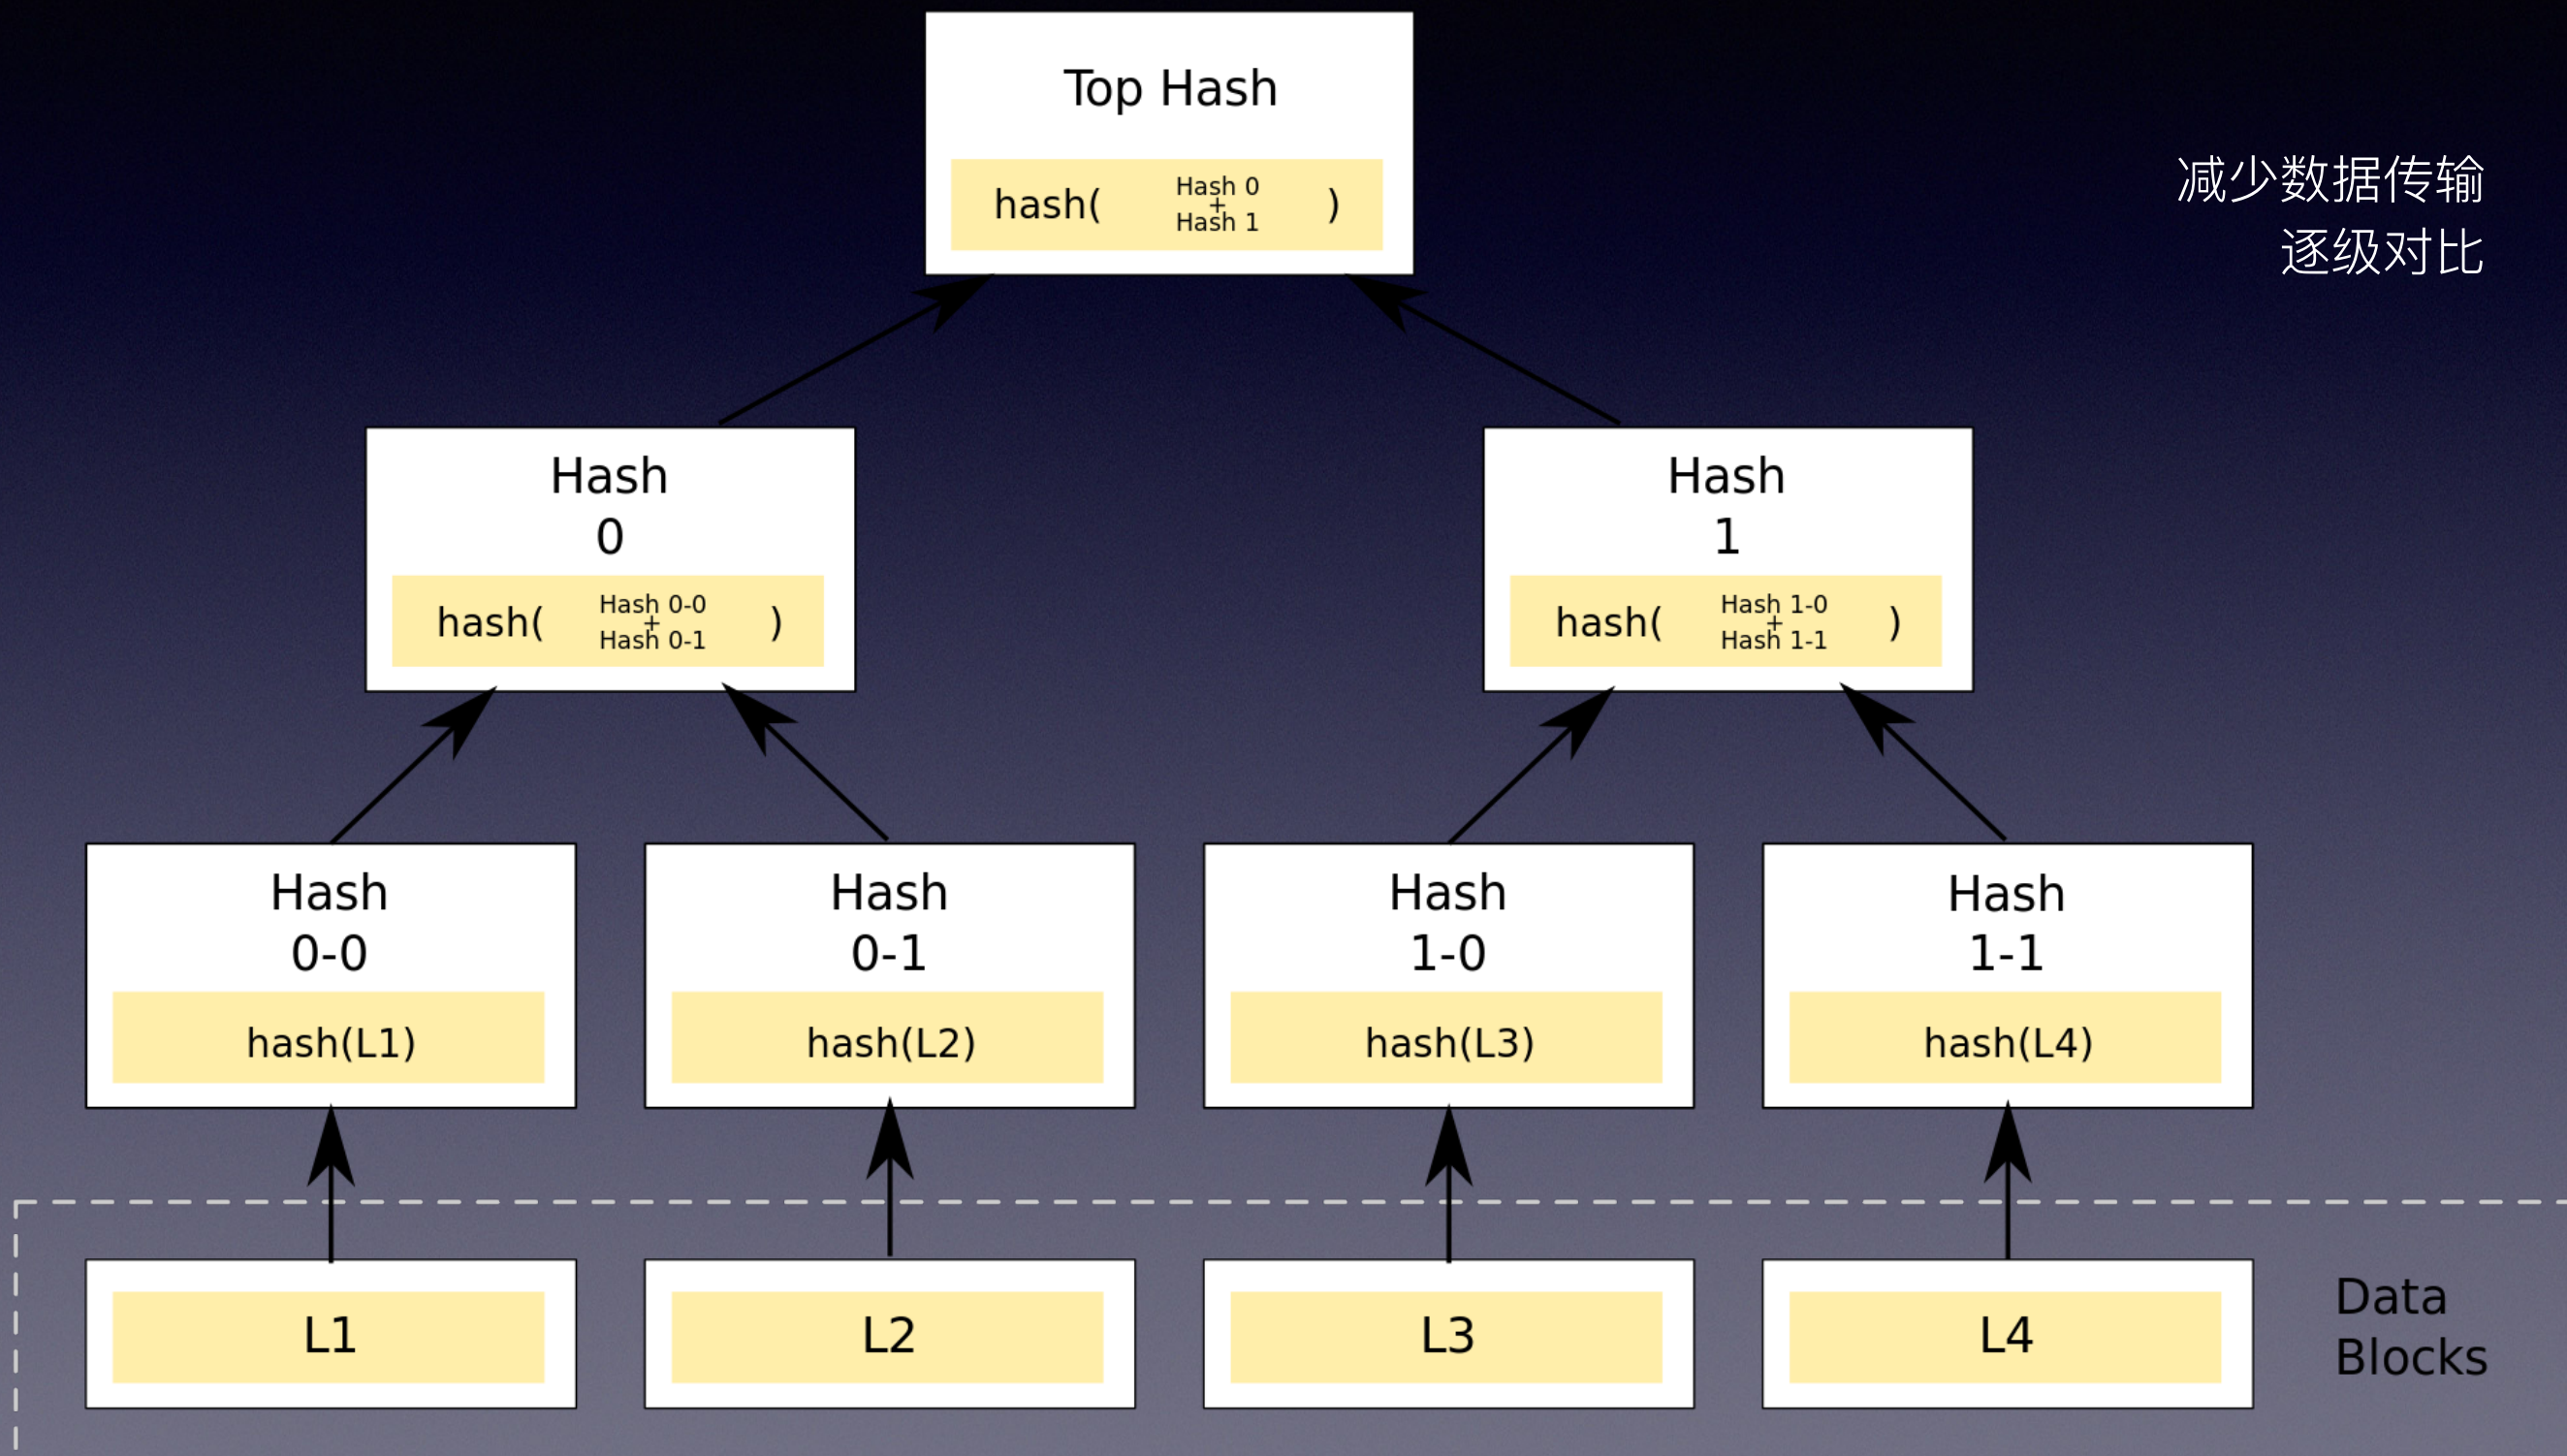 Top Hash
hash(
Hash 0
+
Hash 1
)
减少数据传输
逐级对比
Hash
0
hash(
Hash 0-0
+
Hash 0-1
)
Hash
1
hash(
Hash 1-0
+
Hash 1-1
)
Hash
0-0
hash(L1)
Hash
0-1
hash(L2)
Hash
1-0
hash(L3)
Hash
1-1
hash(L4)
L1
L2
L3
L4
Data
Blocks